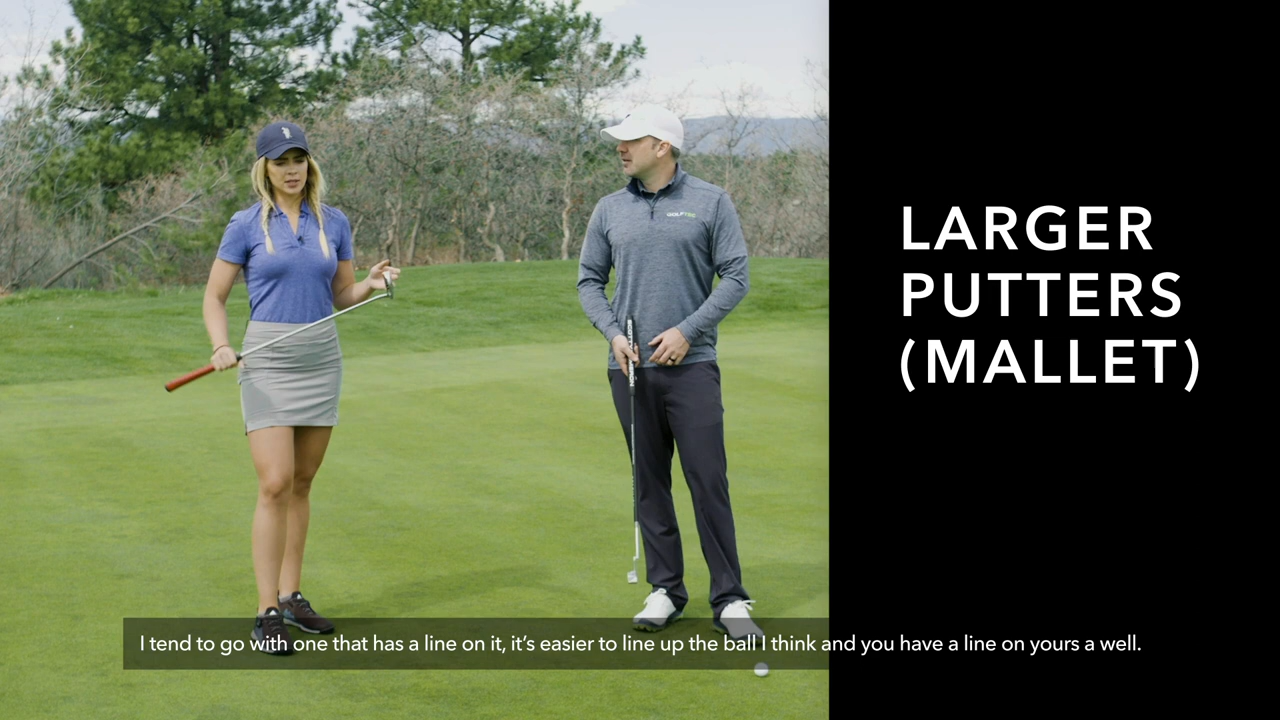 GOLFTEC
LARGER
PUTTERS
(MALLET)
I tend to go with one that has a line on it, it’s easier to line up the ball I think and you have a line on yours a well.